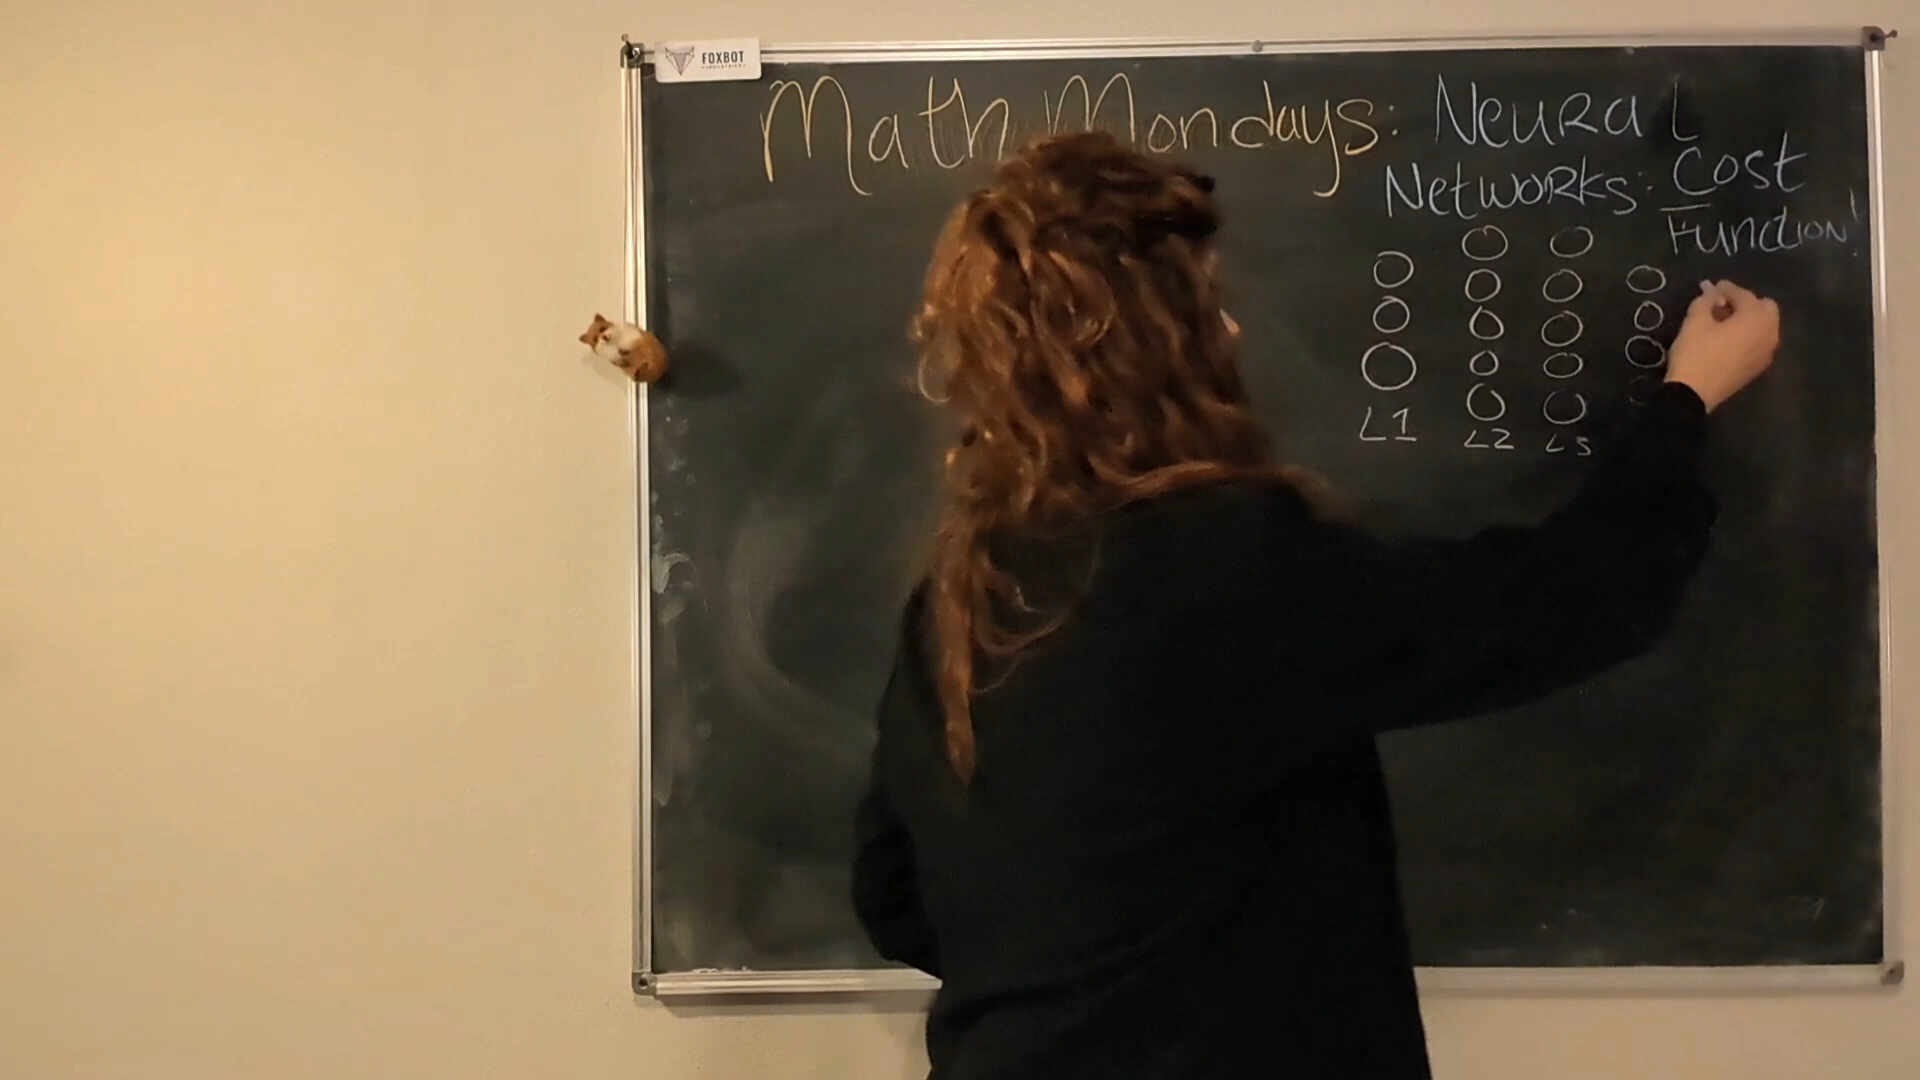 FOXBOT
Math Mondays: Neural
Networks: Cost
Function!
L1 L2 L3